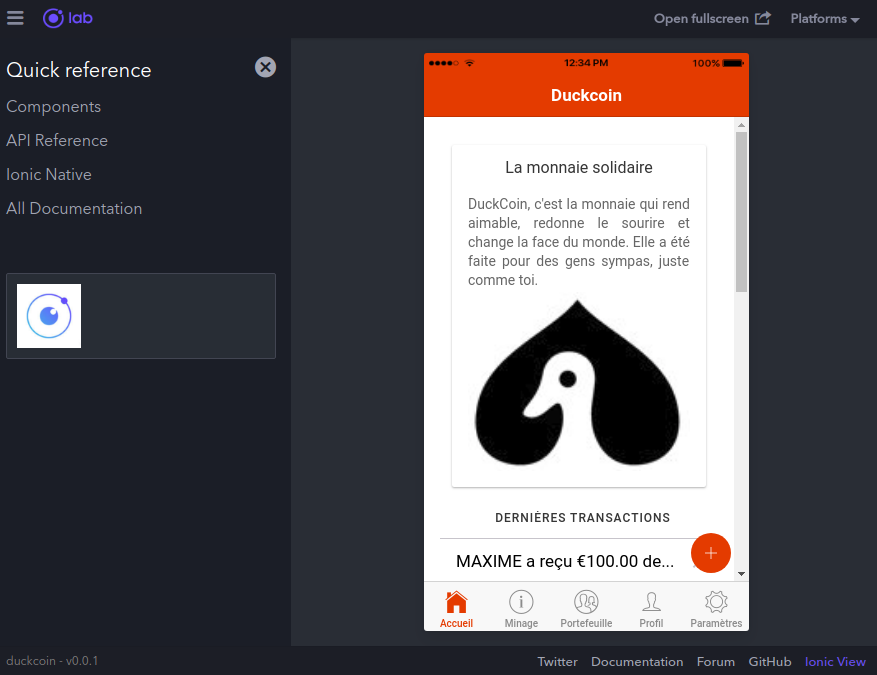 lab
Open fullscreen
Platforms
Quick reference
Components
API Reference
Ionic Native
All Documentation
12:34 PM
100%
Duckcoin
La monnaie solidaire
DuckCoin, c'est la monnaie qui rend
aimable, redonne le sourire et
change la face du monde. Elle a été
faite pour des gens sympas, juste
comme toi.
DERNIÈRES TRANSACTIONS
MAXIME a reçu €100.00 de...
Accueil
Minage
Portefeuille
Profil
Paramètres
duckcoin - v0.0.1
Twitter
Documentation
Forum
GitHub
Ionic View